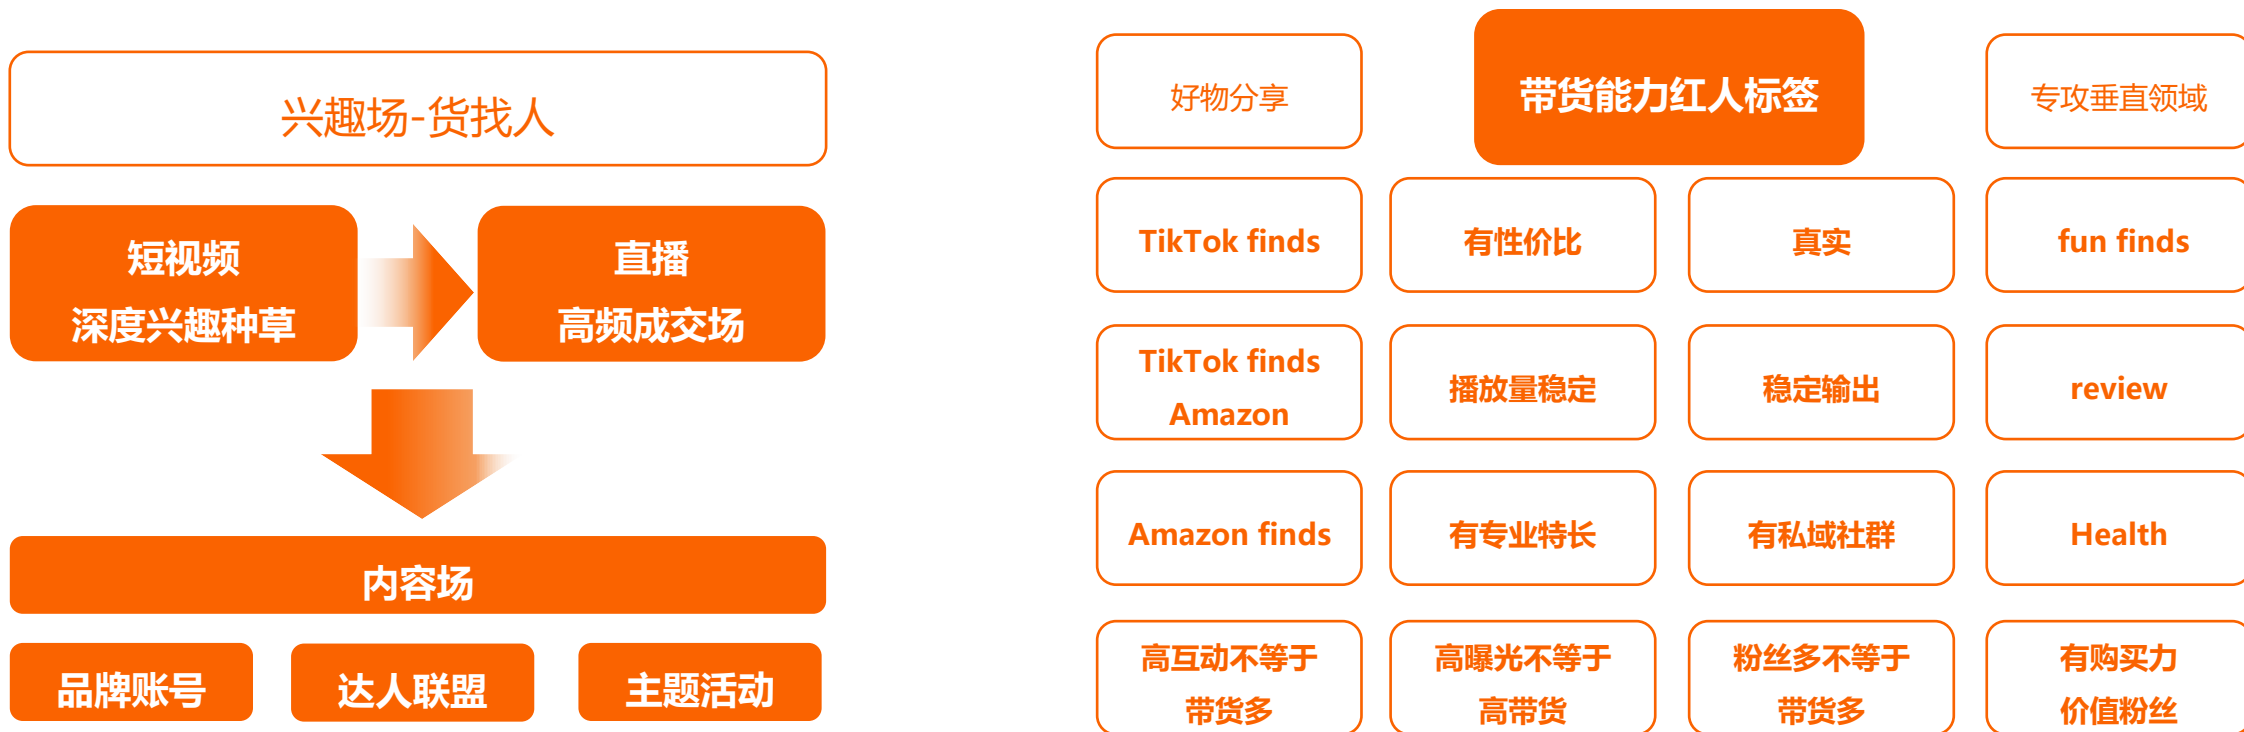 兴趣场-货找人
短视频
深度兴趣种草
直播
高频成交场
内容场
品牌账号
达人联盟
主题活动
好物分享
带货能力红人标签
专攻垂直领域
TikTok finds
有性价比
真实
fun finds
TikTok finds
Amazon
播放量稳定
稳定输出
review
Amazon finds
有专业特长
有私域社群
Health
高互动不等于
带货多
高曝光不等于
高带货
粉丝多不等于
带货多
有购买力
价值粉丝